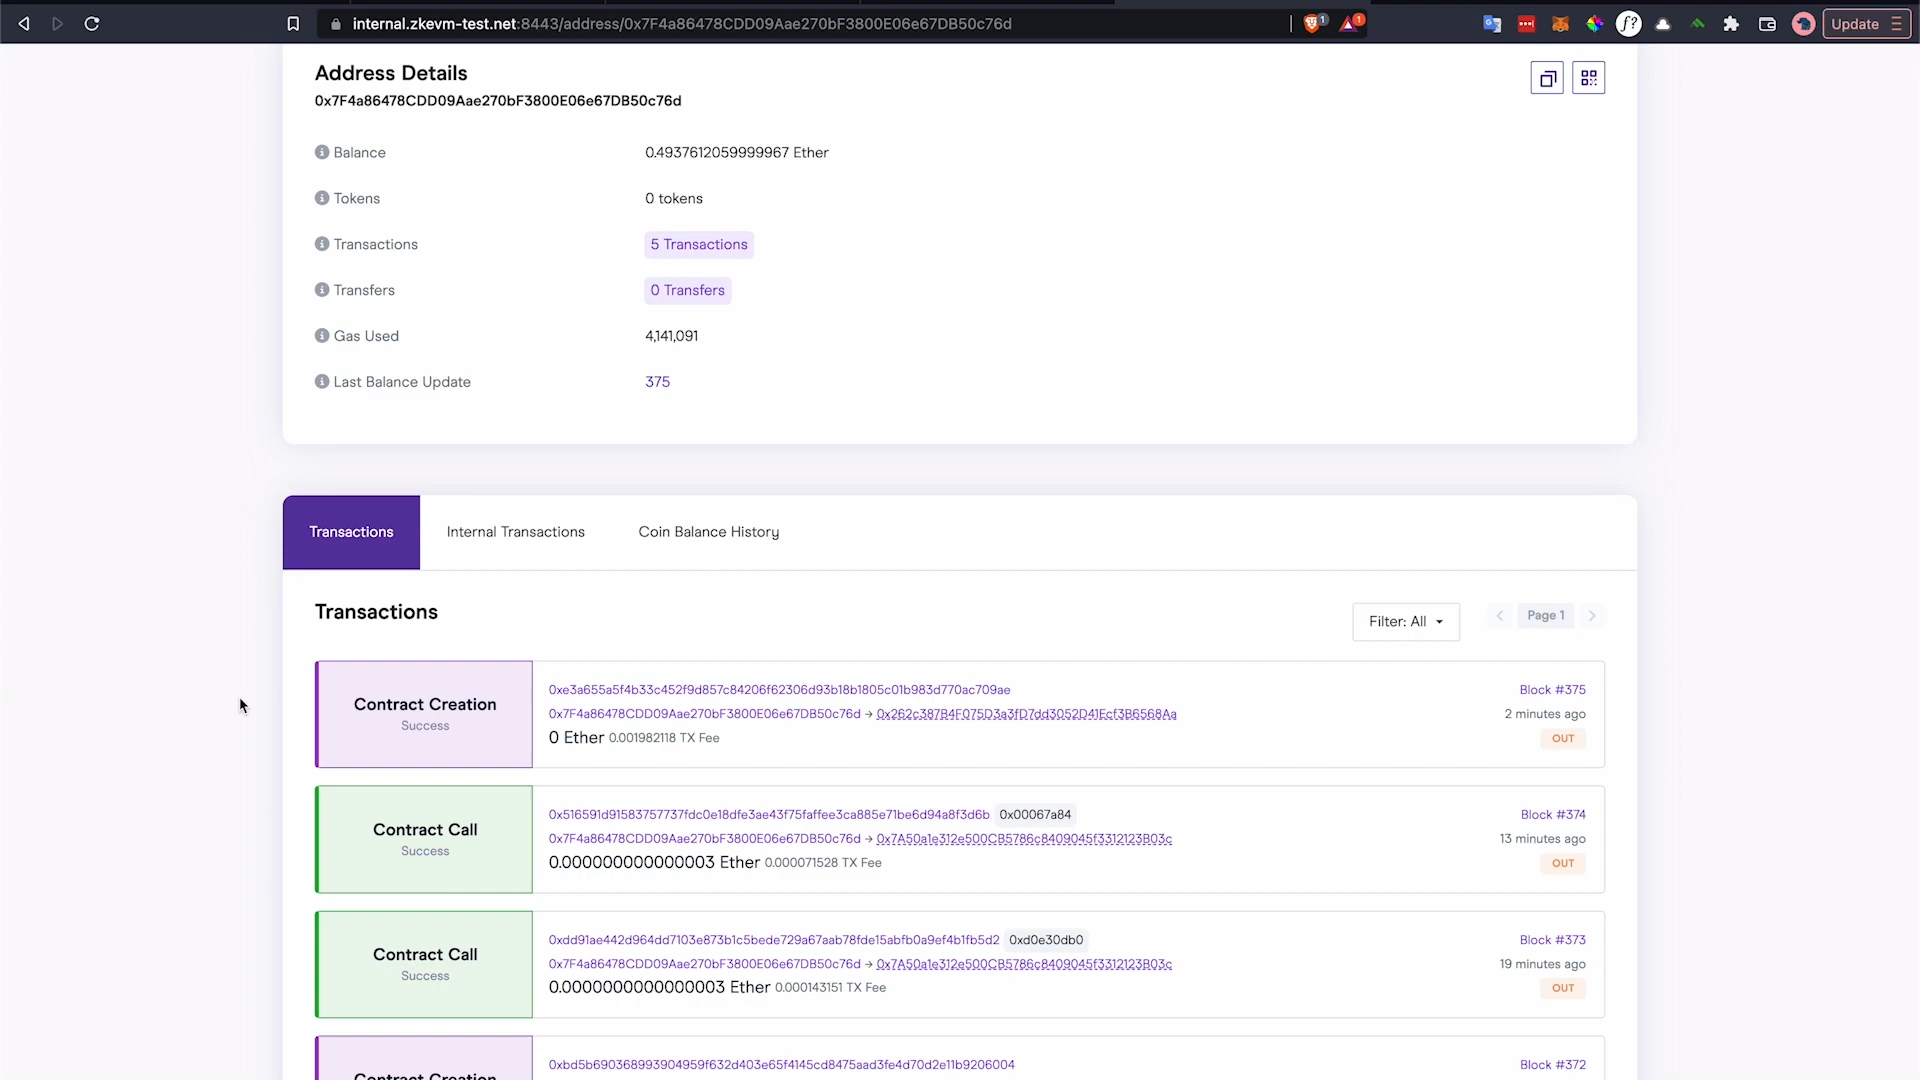 internal.zkevm-test.net:8443/address/0x7F4a86478CDD09Aae270bF3800E06e67DB50c76d
1
1
f?
Update
Address Details
0x7F4a86478CDD09Aae270bF3800E06e67DB50c76d
Balance 0.4937612059999967 Ether
Tokens 0 tokens
Transactions 5 Transactions
Transfers 0 Transfers
Gas Used 4,141,091
Last Balance Update 375
Transactions Internal Transactions Coin Balance History
Transactions
Filter: All
Page 1
Contract Creation
Success
0xe3a655a5f4b33c452f9d857c84206f62306d93b18b1805c01b983d770ac709ae
0x7F4a86478CDD09Aae270bF3800E06e67DB50c76d → 0x262c387B4F075D3a3fD7dd3052D41Ecf3B6568Aa
0 Ether 0.001982118 TX Fee
Block #375
2 minutes ago
OUT
Contract Call
Success
0x516591d91583757737fdc0e18dfe3ae43f75faffee3ca885e71be6d94a8f3d6b 0x00067a84
0x7F4a86478CDD09Aae270bF3800E06e67DB50c76d → 0x7A50a1e312e500CB5786c8409045f3312123B03c
0.000000000000003 Ether 0.000071528 TX Fee
Block #374
13 minutes ago
OUT
Contract Call
Success
0xdd91ae442d964dd7103e873b1c5bede729a67aab78fde15abfb0a9ef4b1fb5d2 0xd0e30db0
0x7F4a86478CDD09Aae270bF3800E06e67DB50c76d → 0x7A50a1e312e500CB5786c8409045f3312123B03c
0.0000000000000003 Ether 0.000143151 TX Fee
Block #373
19 minutes ago
OUT
Contract Creation
0xbd5b690368993904959f632d403e65f4145cd8475aad3fe4d70d2e11b9206004
Block #372